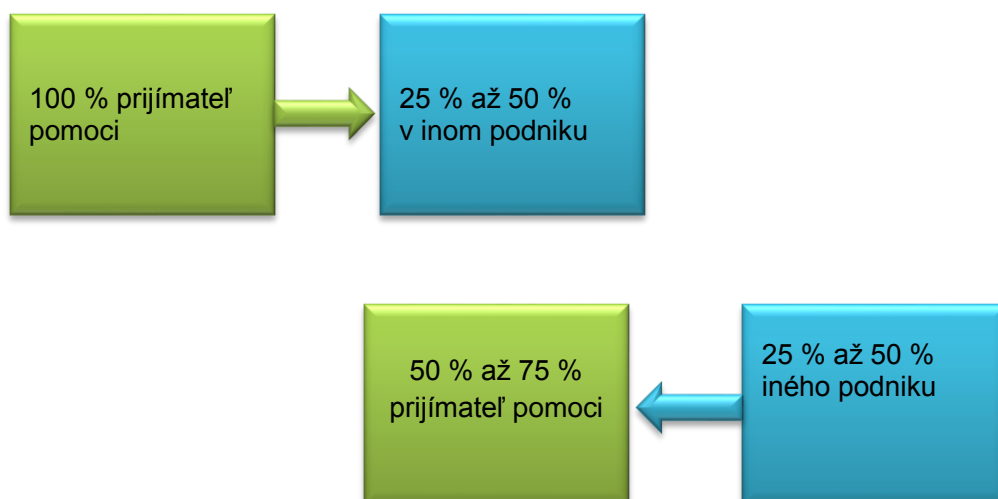 100 % prijímateľ
pomoci
25 % až 50 %
v inom podniku
50 % až 75 %
prijímateľ pomoci
25 % až 50 %
iného podniku